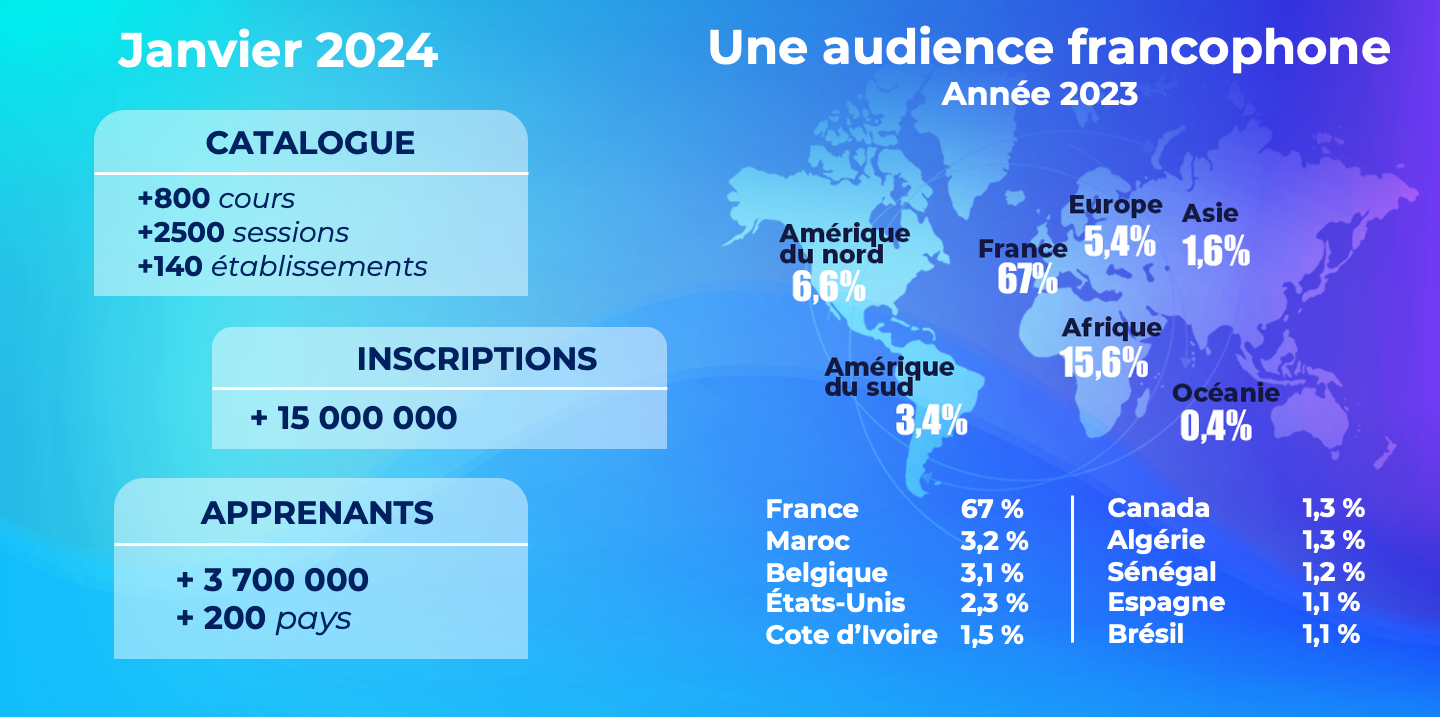 Janvier 2024
CATALOGUE
+800 cours
+2500 sessions
+140 établissements
INSCRIPTIONS
+ 15 000 000
APPRENANTS
+ 3 700 000
+ 200 pays
Une audience francophone
Année 2023
Amérique
du nord
6,6%
France
67%
Europe
5,4%
Asie
1,6%
Afrique
15,6%
Amérique
du sud
3,4%
Océanie
0,4%
France 67 %
Maroc 3,2 %
Belgique 3,1 %
États-Unis 2,3 %
Cote d’Ivoire 1,5 %
Canada 1,3 %
Algérie 1,3 %
Sénégal 1,2 %
Espagne 1,1 %
Brésil 1,1 %